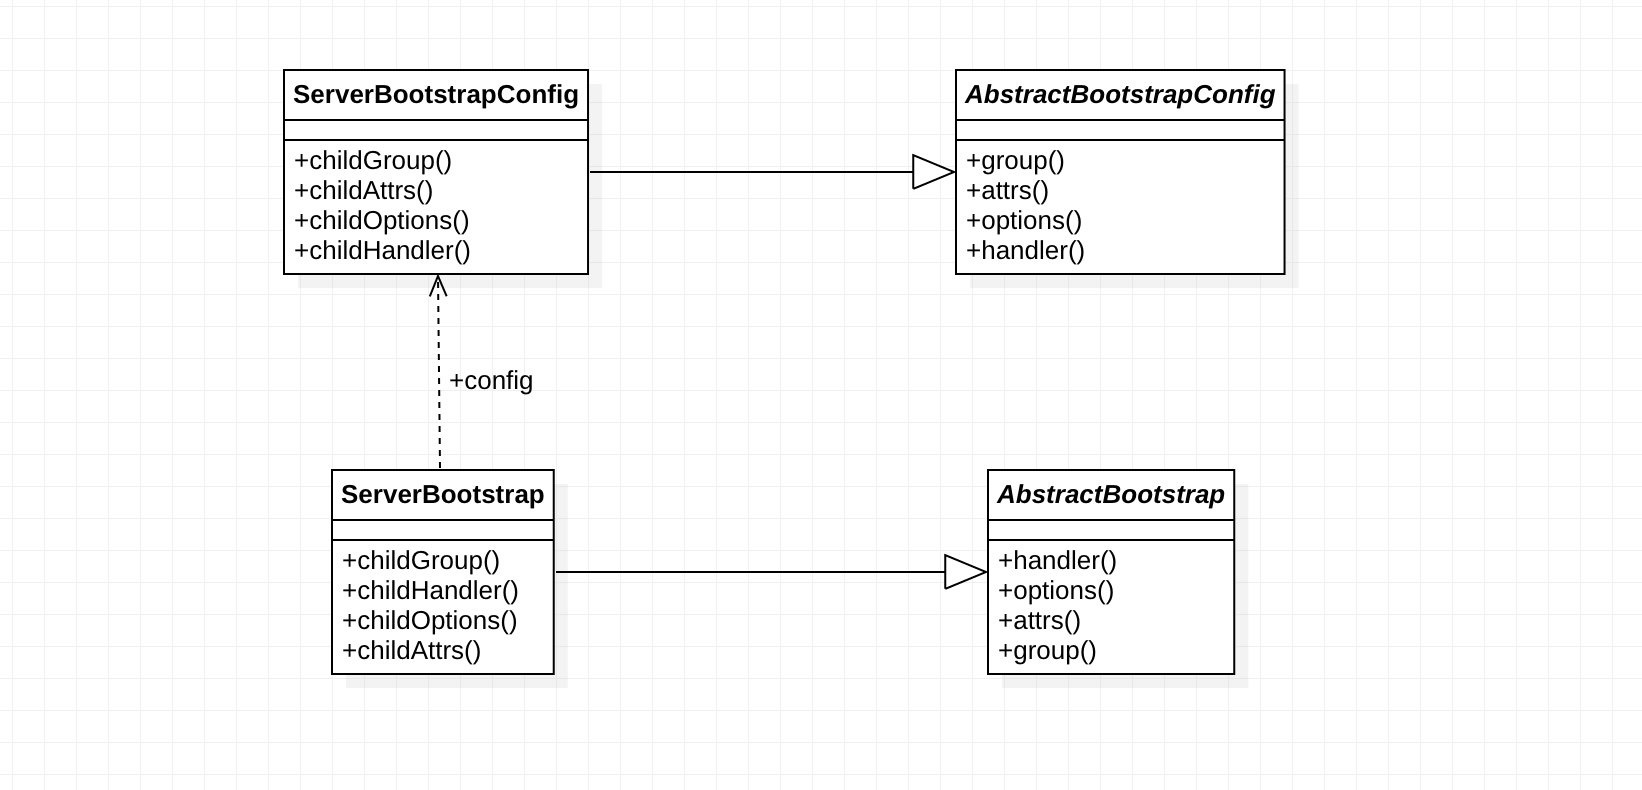 ServerBootstrapConfig
+childGroup()
+childAttrs()
+childOptions()
+childHandler()
AbstractBootstrapConfig
+group()
+attrs()
+options()
+handler()
+config
ServerBootstrap
+childGroup()
+childHandler()
+childOptions()
+childAttrs()
AbstractBootstrap
+handler()
+options()
+attrs()
+group()